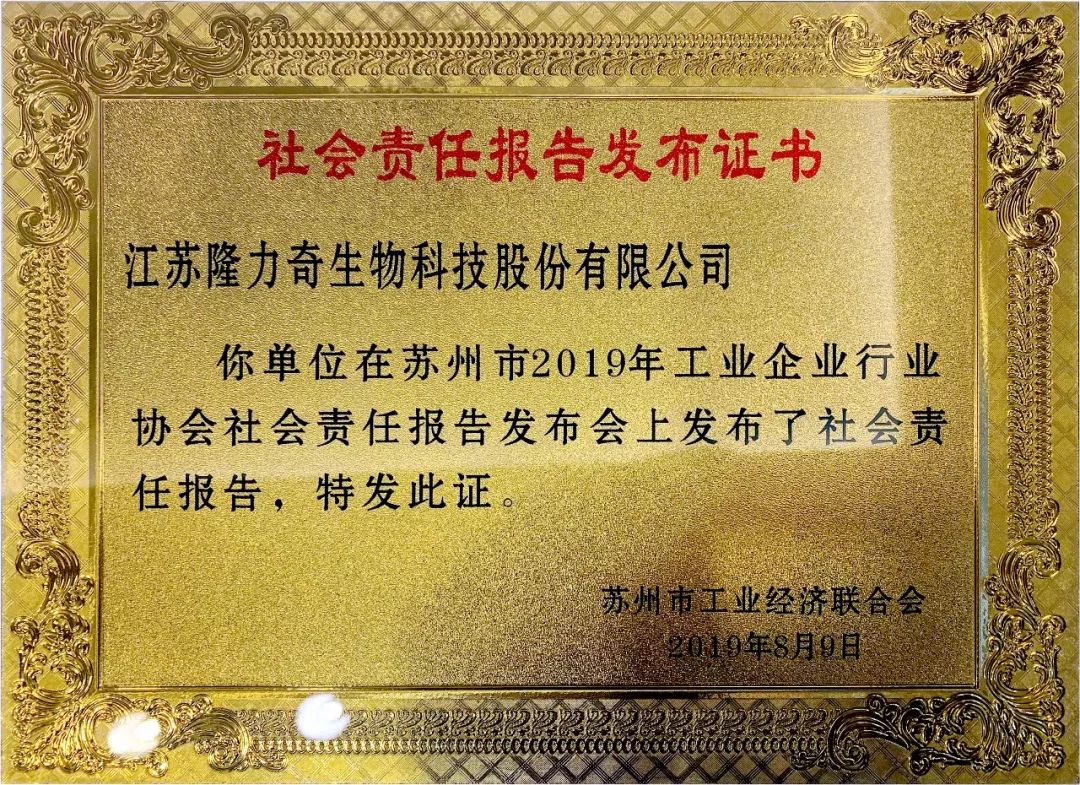 社会责任报告发布证书
江苏隆力奇生物科技股份有限公司
你单位在苏州市2019年工业企业行业
协会社会责任报告发布会上发布了社会责
任报告，特发此证。
苏州市工业经济联合会
2019年8月9日